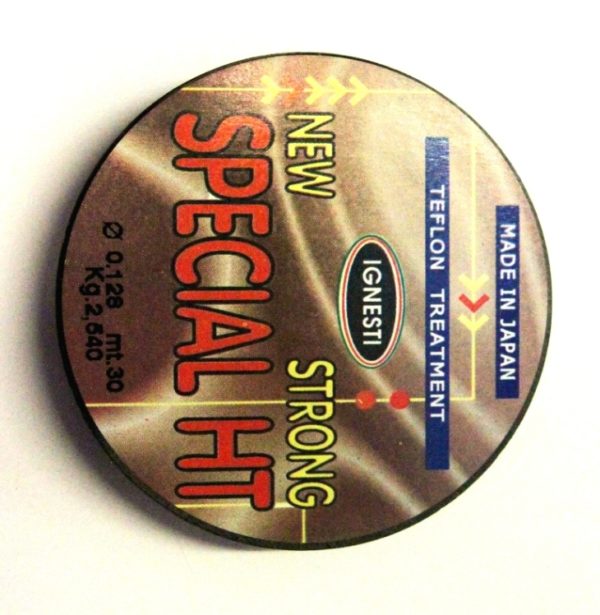 MADE IN JAPAN
TEFLON TREATMENT
IGNESTI
NEW STRONG
SPECIAL HT
Ø 0.128 mt.30
Kg.2,640